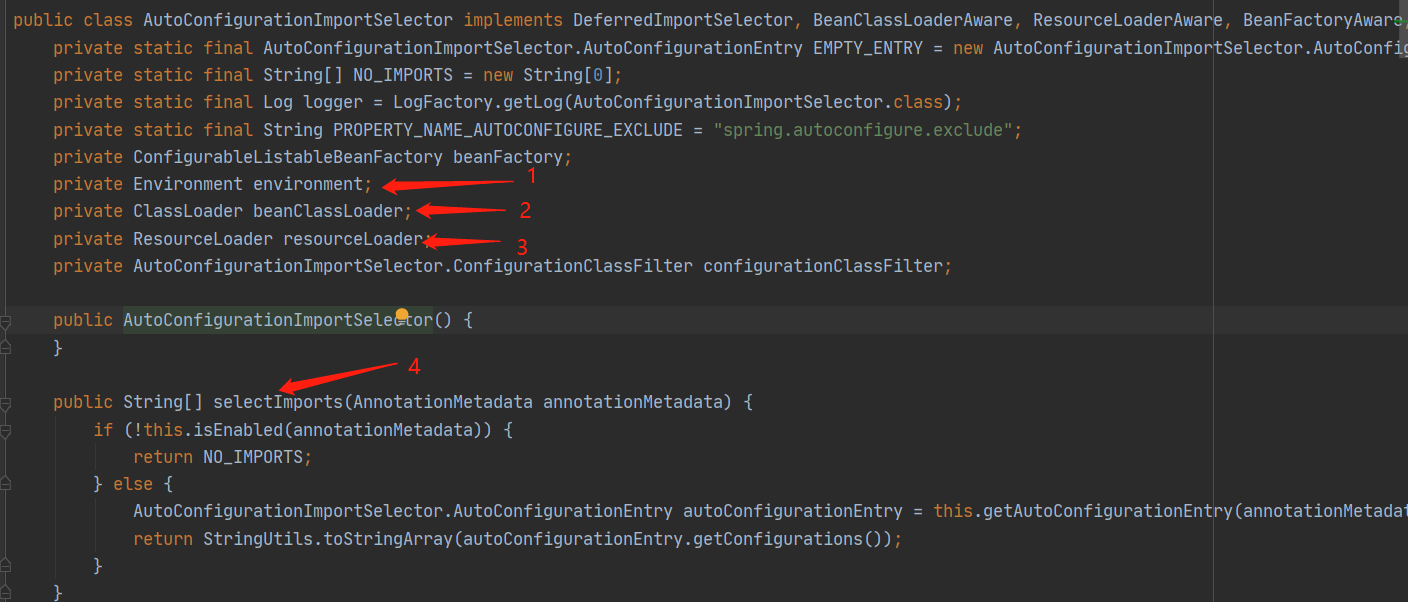 public class AutoConfigurationImportSelector implements DeferredImportSelector, BeanClassLoaderAware, ResourceLoaderAware, BeanFactoryAware,
    private static final AutoConfigurationImportSelector.AutoConfigurationEntry EMPTY_ENTRY = new AutoConfigurationImportSelector.AutoConfig
    private static final String[] NO_IMPORTS = new String[0];
    private static final Log logger = LogFactory.getLog(AutoConfigurationImportSelector.class);
    private static final String PROPERTY_NAME_AUTOCONFIGURE_EXCLUDE = "spring.autoconfigure.exclude";
    private ConfigurableListableBeanFactory beanFactory;
    private Environment environment; 1
    private ClassLoader beanClassLoader; 2
    private ResourceLoader resourceLoader; 3
    private AutoConfigurationImportSelector.ConfigurationClassFilter configurationClassFilter;
    public AutoConfigurationImportSelector() {
    }
4
    public String[] selectImports(AnnotationMetadata annotationMetadata) {
        if (!this.isEnabled(annotationMetadata)) {
            return NO_IMPORTS;
        } else {
            AutoConfigurationImportSelector.AutoConfigurationEntry autoConfigurationEntry = this.getAutoConfigurationEntry(annotationMetadat
            return StringUtils.toStringArray(autoConfigurationEntry.getConfigurations());
        }
    }